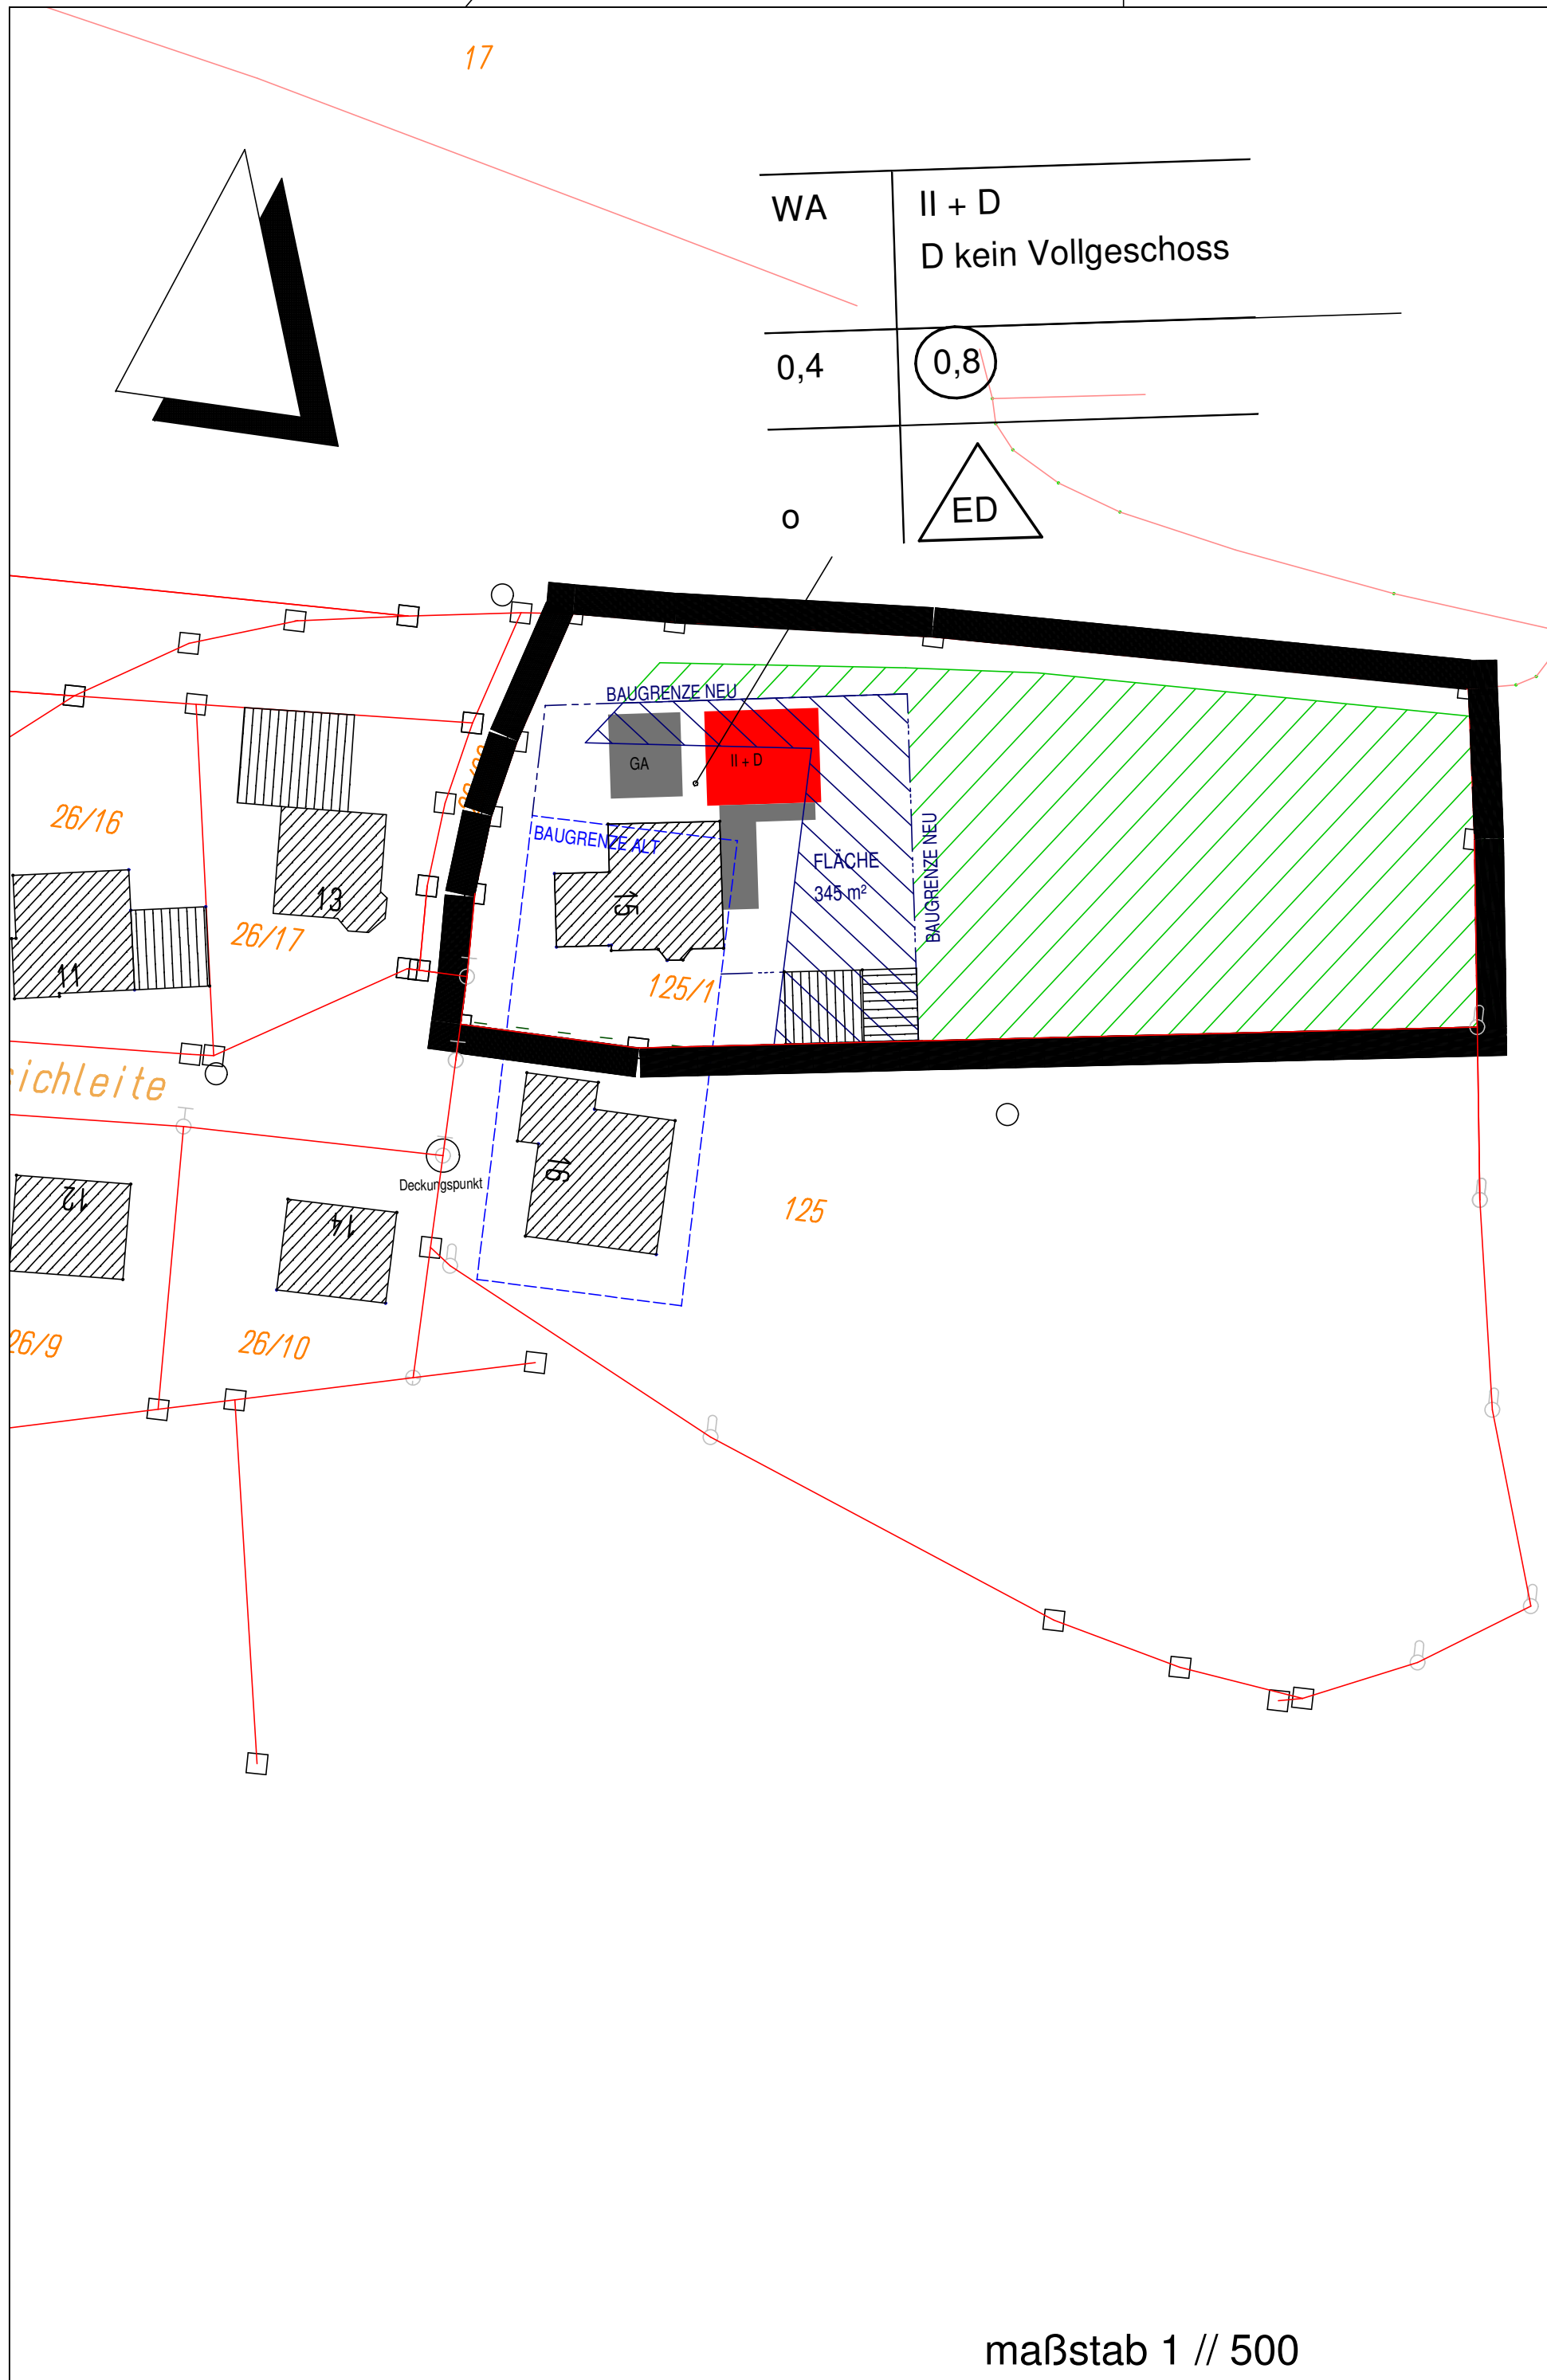 17
WA
II + D
D kein Vollgeschoss
0,4
0,8
o
ED
BAUGRENZE NEU
GA
II + D
26/16
BAUGRENZE ALT
BAUGRENZE NEU
FLÄCHE
345 m²
13
15
26/17
11
125/1
ichleite
16
12
Deckungspunkt
14
125
26/9
26/10
maßstab 1 // 500